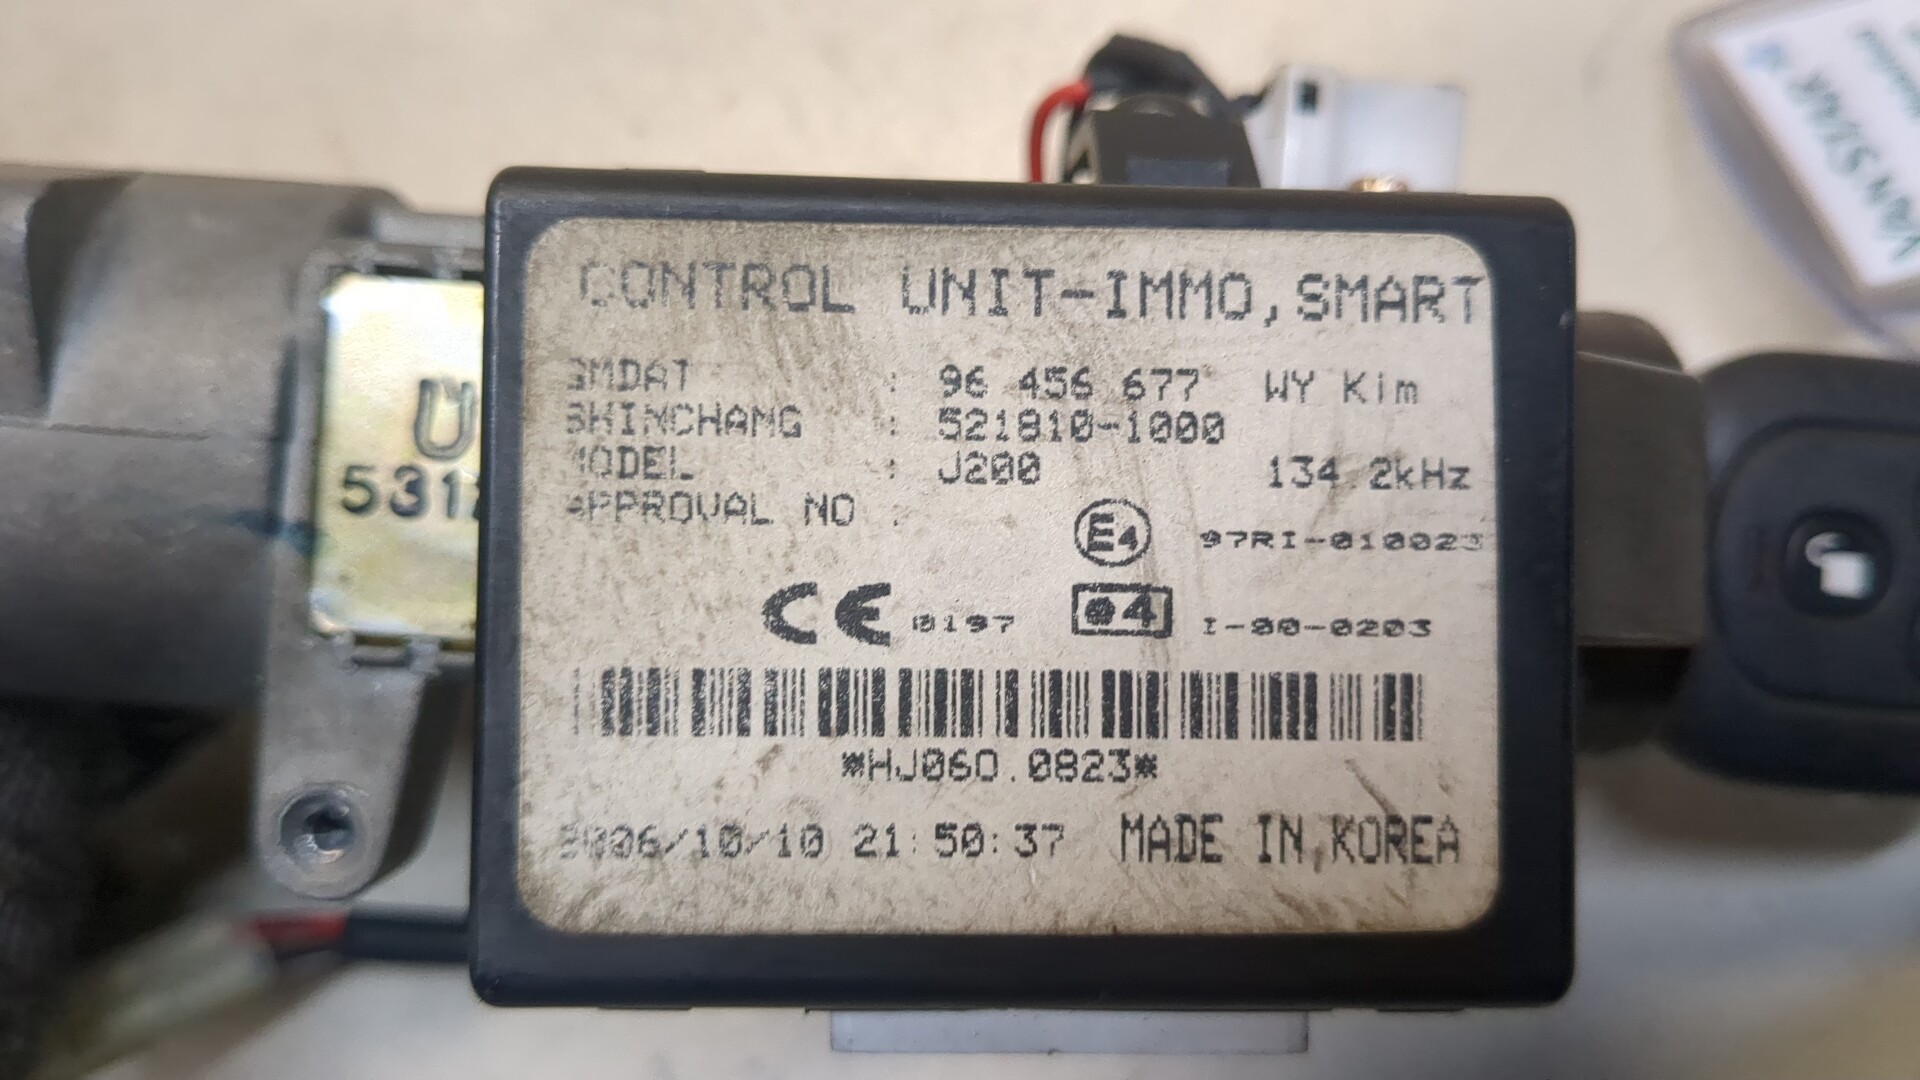 CONTROL UNIT-IMMO,SMART
GMDAT : 96 456 677 WY Kim
SHINCHANG : 521810-1000
MODEL : J200 134.2kHz
APPROVAL NO :
E4 97RI-010023
CE 0197 e4 I-00-0203
*HJ060.0823*
2006/10/10 21:50:37 MADE IN KOREA
U
531